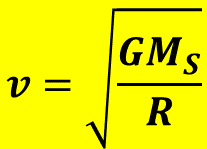 v = √(GM_S / R)